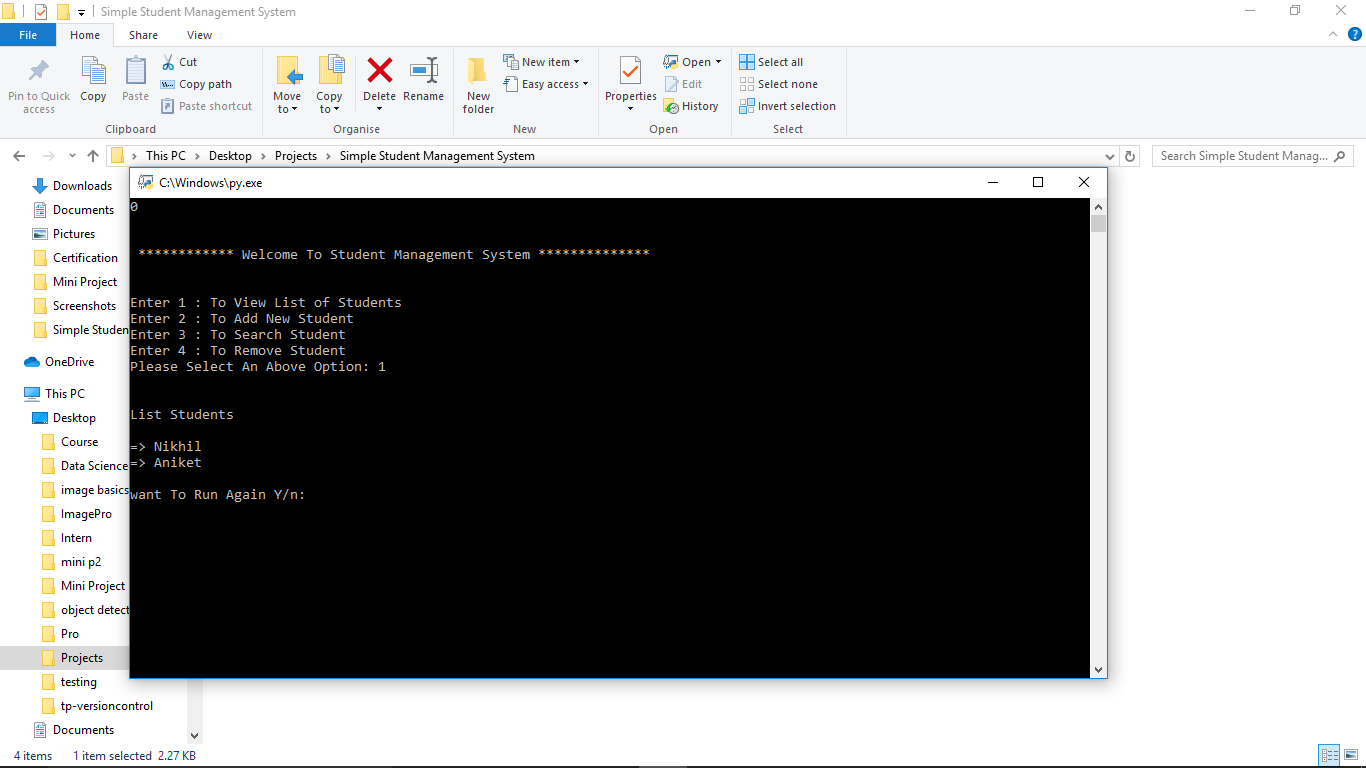 Simple Student Management System
File Home Share View
Pin to Quick access
Copy
Paste
Cut
Copy path
Paste shortcut
Clipboard
Move to
Copy to
Delete
Rename
Organise
New folder
New item
Easy access
New
Properties
Open
Edit
History
Open
Select all
Select none
Invert selection
Select
This PC > Desktop > Projects > Simple Student Management System
Search Simple Student Manag...
Downloads
Documents
Pictures
Certification
Mini Project
Screenshots
Simple Studen
OneDrive
This PC
Desktop
Course
Data Science
image basics
ImagePro
Intern
mini p2
Mini Project
object detect
Pro
Projects
testing
tp-versioncontrol
Documents
C:\Windows\py.exe
0
************ Welcome To Student Management System **************
Enter 1 : To View List of Students
Enter 2 : To Add New Student
Enter 3 : To Search Student
Enter 4 : To Remove Student
Please Select An Above Option: 1
List Students
=> Nikhil
=> Aniket
want To Run Again Y/n:
4 items 1 item selected 2.27 KB